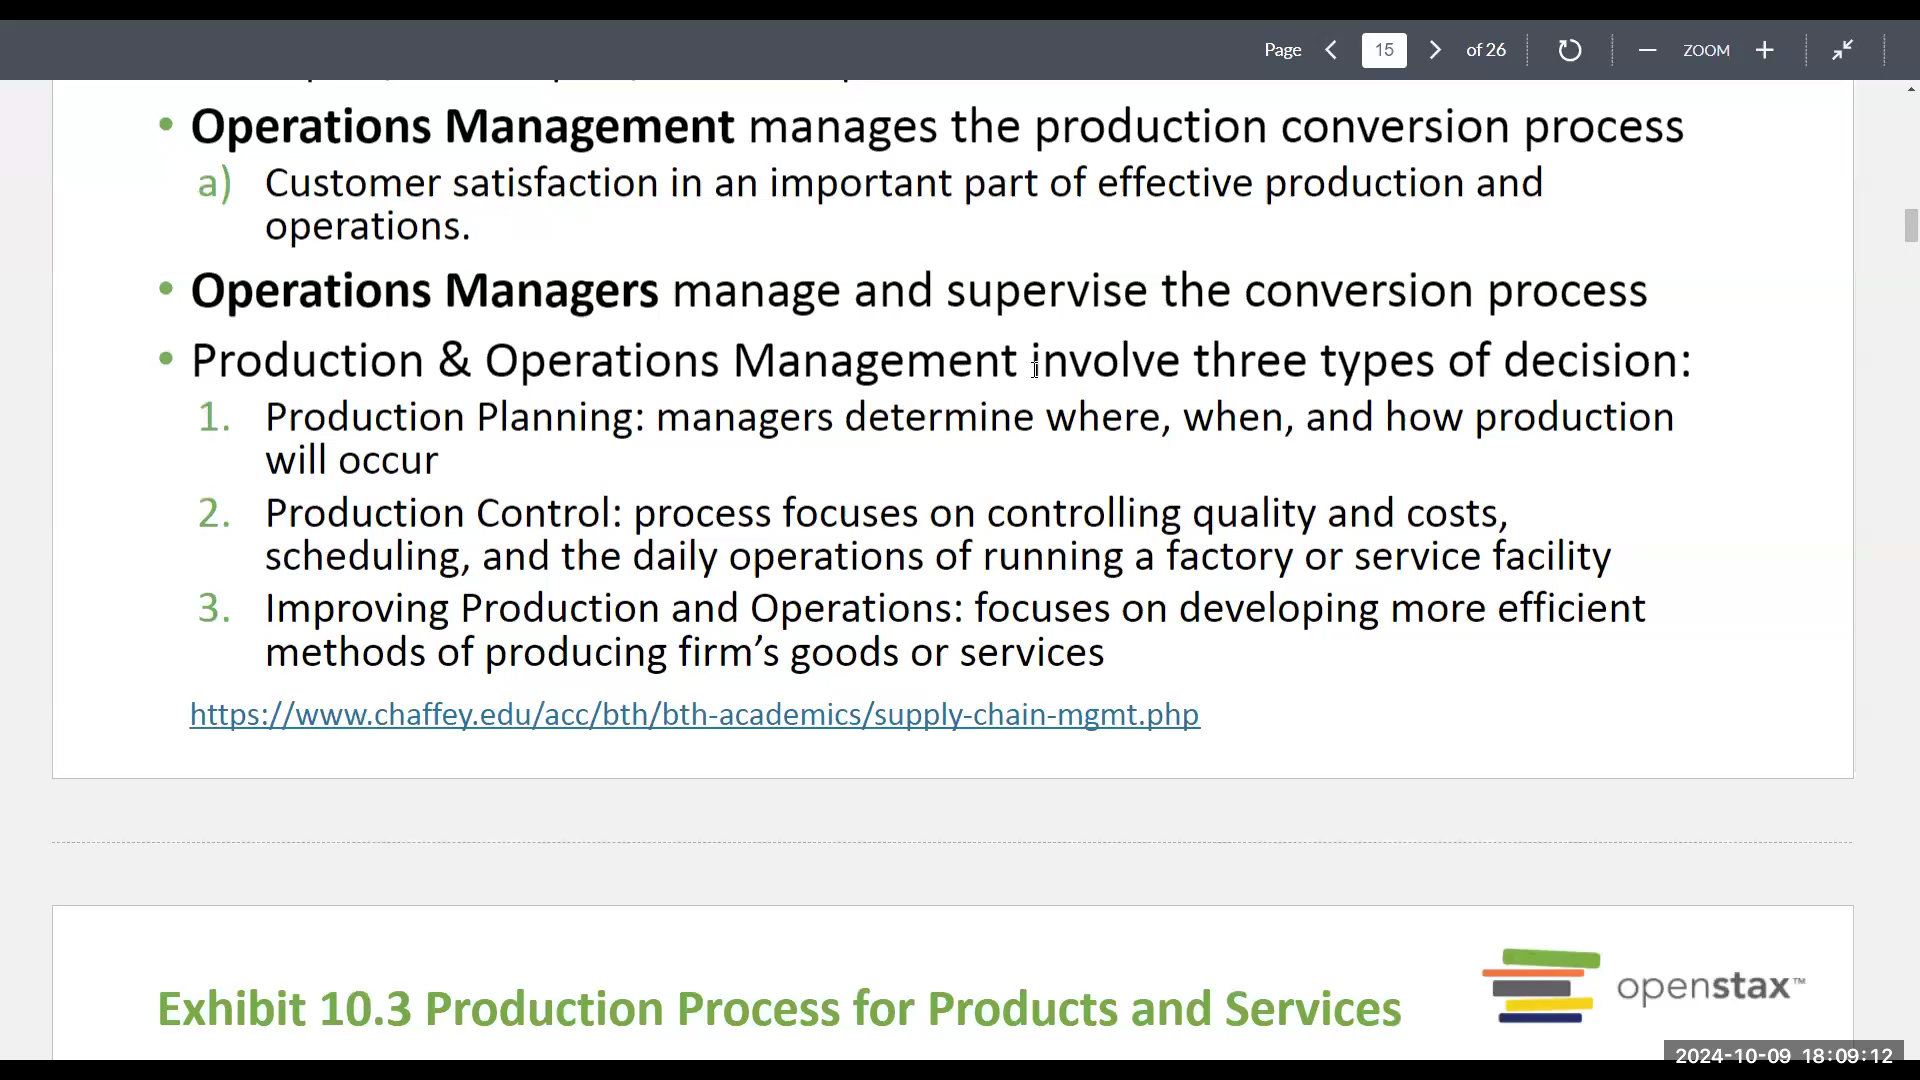 Page 15 of 26 ZOOM
• Operations Management manages the production conversion process
a) Customer satisfaction in an important part of effective production and
operations.
• Operations Managers manage and supervise the conversion process
• Production & Operations Management involve three types of decision:
1. Production Planning: managers determine where, when, and how production
will occur
2. Production Control: process focuses on controlling quality and costs,
scheduling, and the daily operations of running a factory or service facility
3. Improving Production and Operations: focuses on developing more efficient
methods of producing firm’s goods or services
https://www.chaffey.edu/acc/bth/bth-academics/supply-chain-mgmt.php
Exhibit 10.3 Production Process for Products and Services
openstax™
2024-10-09 18:09:12